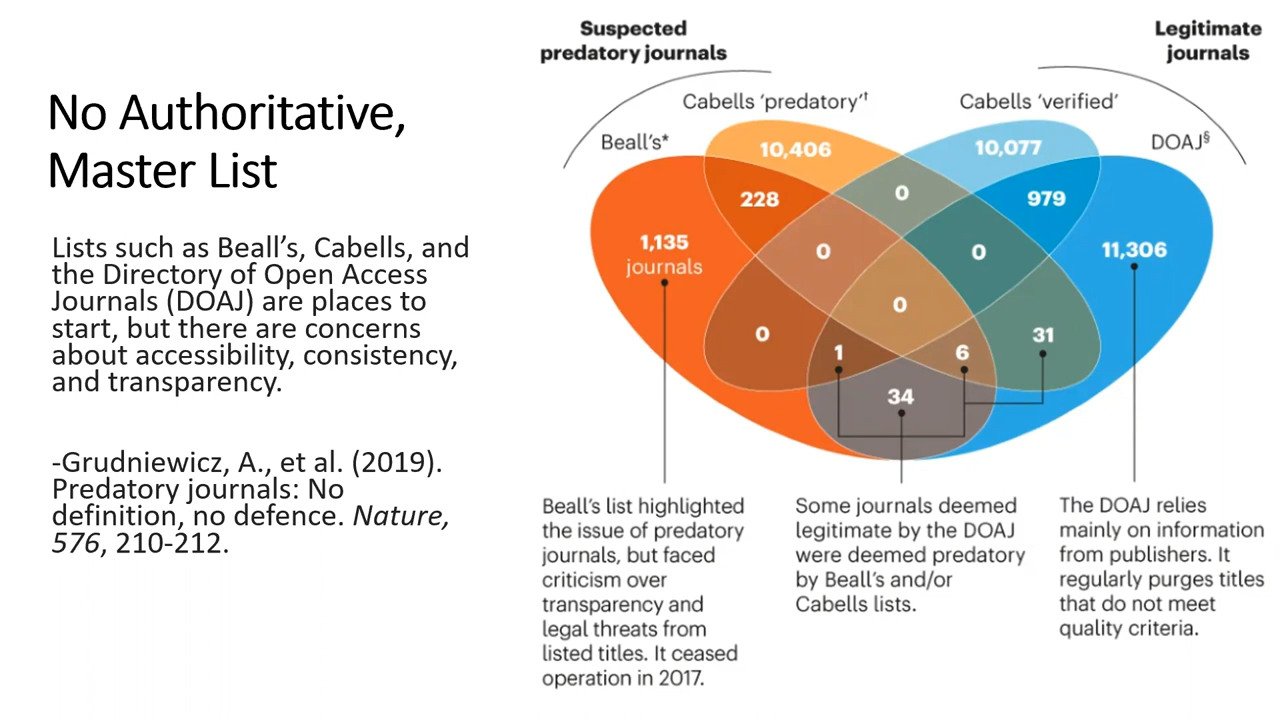 No Authoritative,
Master List
Lists such as Beall’s, Cabells, and
the Directory of Open Access
Journals (DOAJ) are places to
start, but there are concerns
about accessibility, consistency,
and transparency.
-Grudniewicz, A., et al. (2019).
Predatory journals: No
definition, no defence. Nature,
576, 210-212.
Suspected
predatory journals
Legitimate
journals
Cabells ‘predatory’†
Cabells ‘verified’
Beall’s*
DOAJ§
10,406
10,077
228
0
979
1,135
journals
0
0
11,306
0
0
1
6
31
34
Beall’s list highlighted
the issue of predatory
journals, but faced
criticism over
transparency and
legal threats from
listed titles. It ceased
operation in 2017.
Some journals deemed
legitimate by the DOAJ
were deemed predatory
by Beall’s and/or
Cabells lists.
The DOAJ relies
mainly on information
from publishers. It
regularly purges titles
that do not meet
quality criteria.